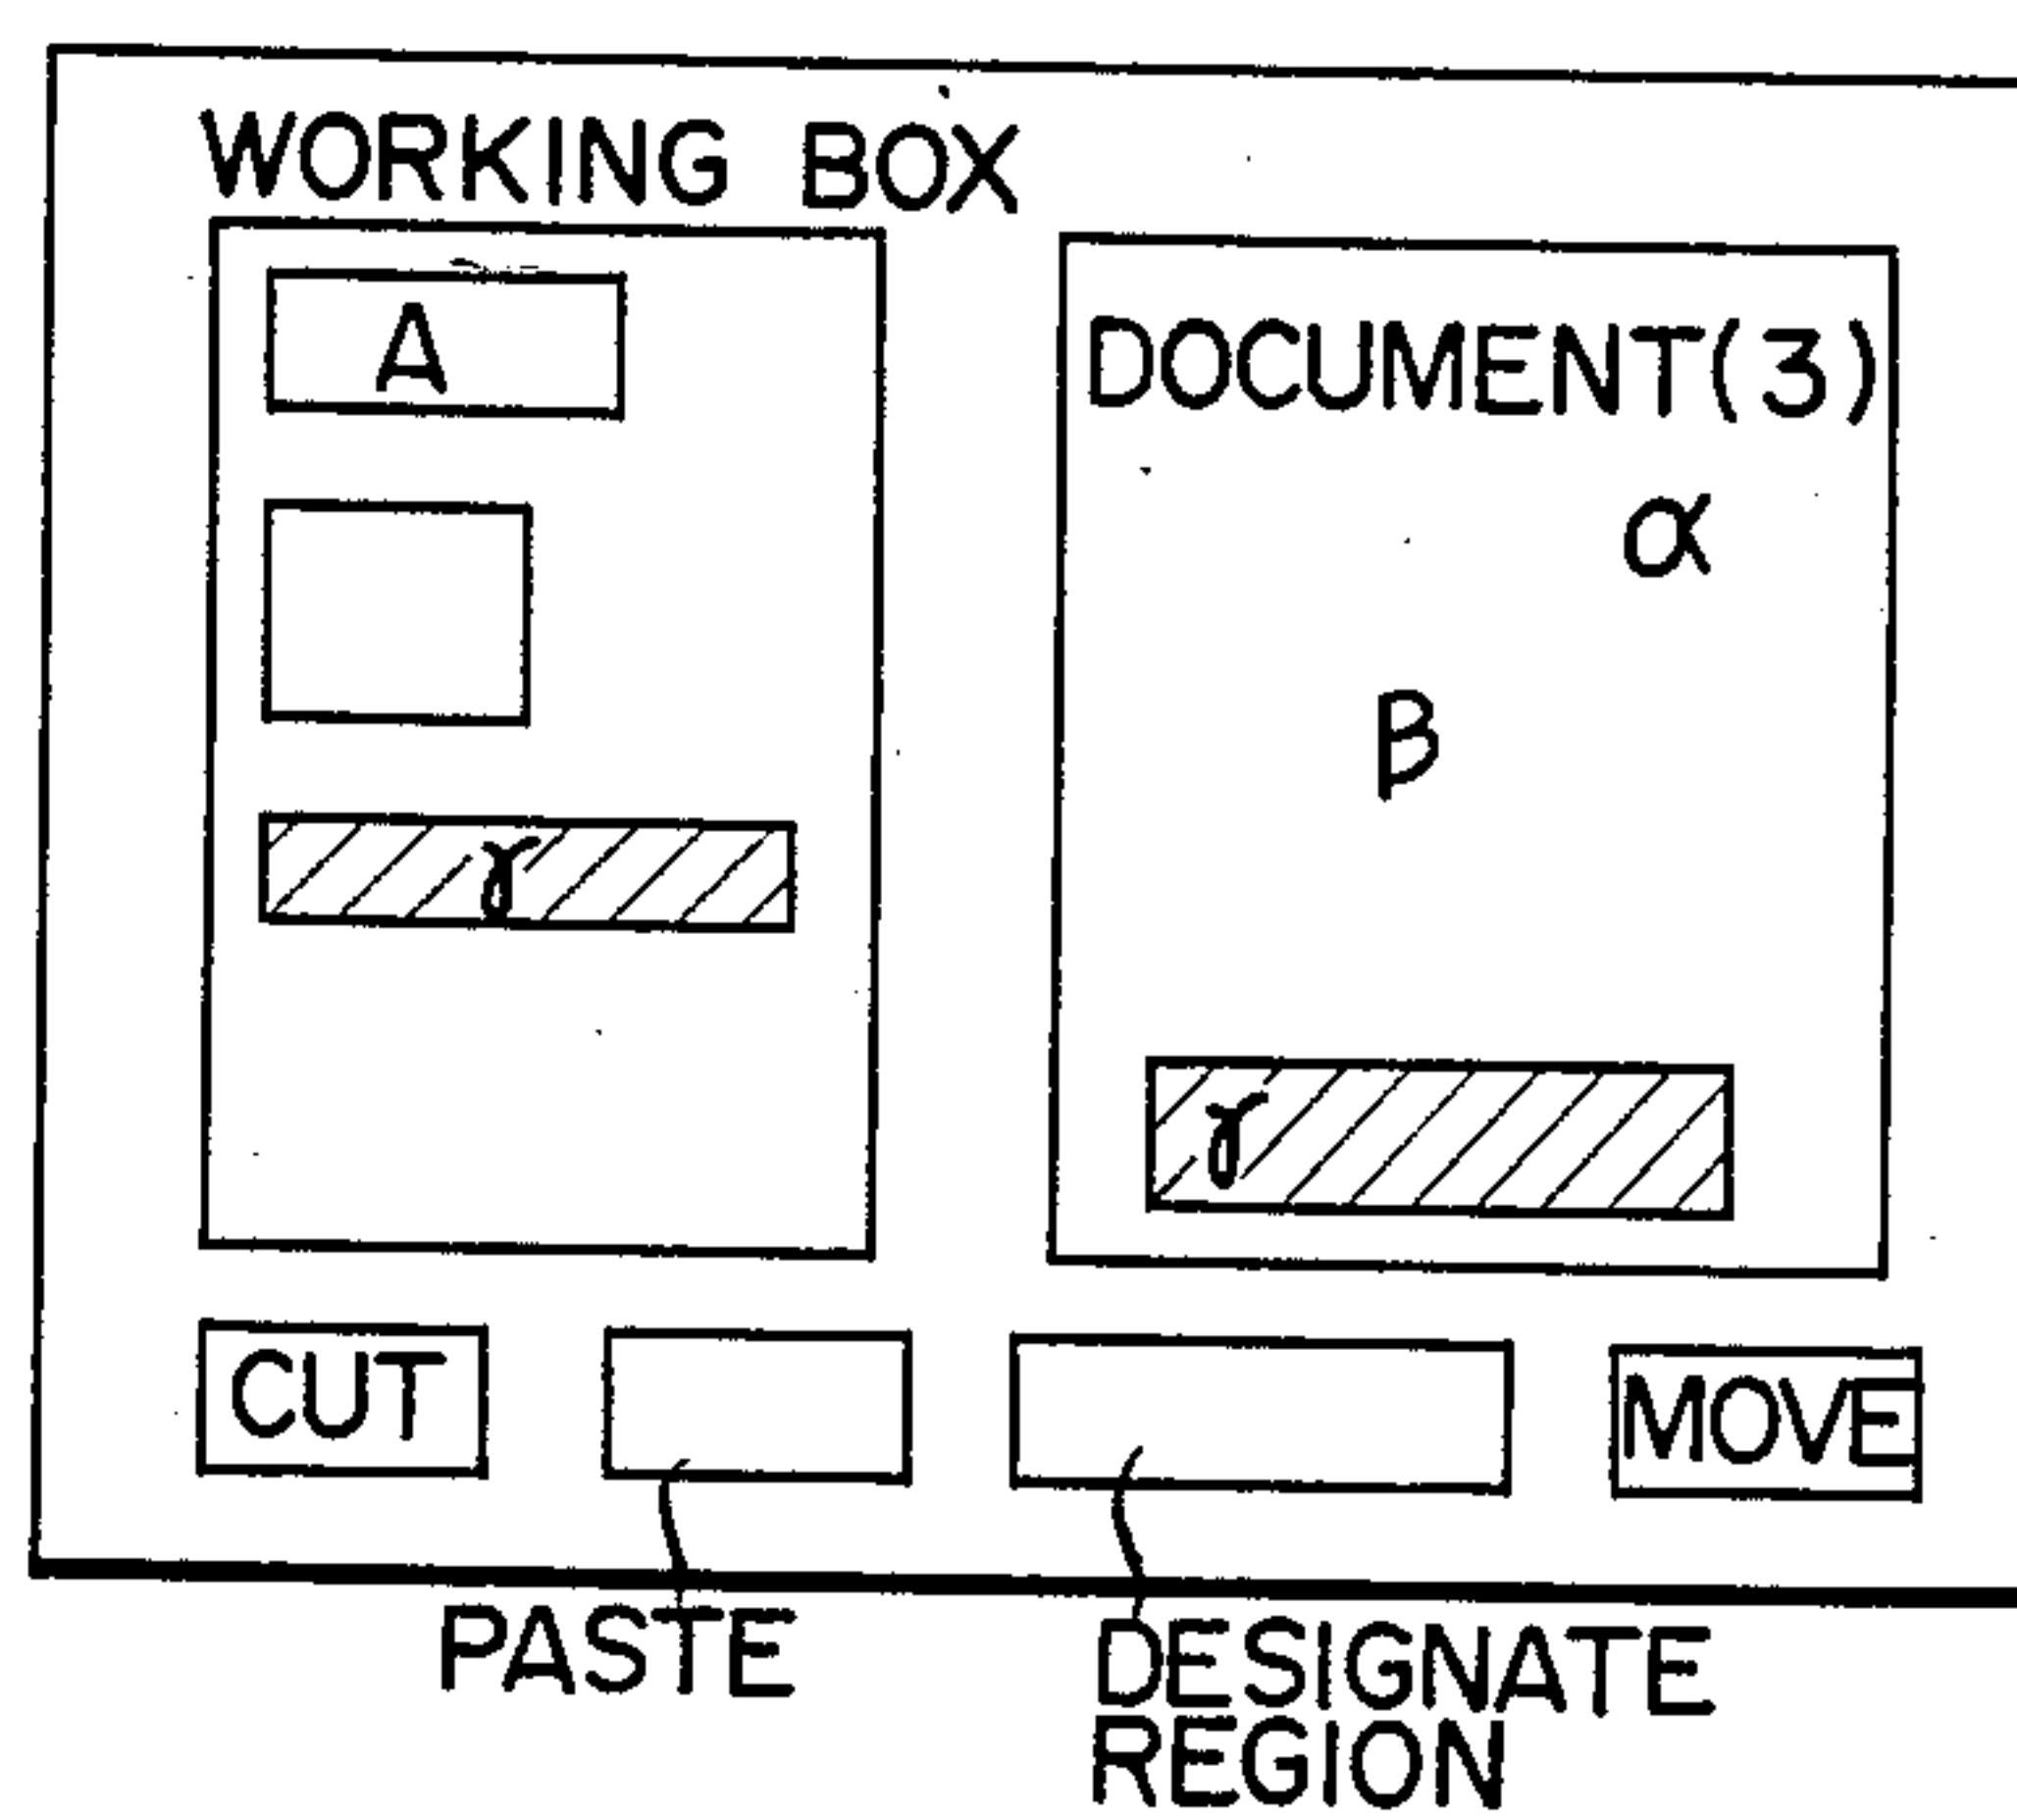 WORKING BOX
A
γ
DOCUMENT(3)
α
β
γ
CUT
MOVE
PASTE
DESIGNATE
REGION